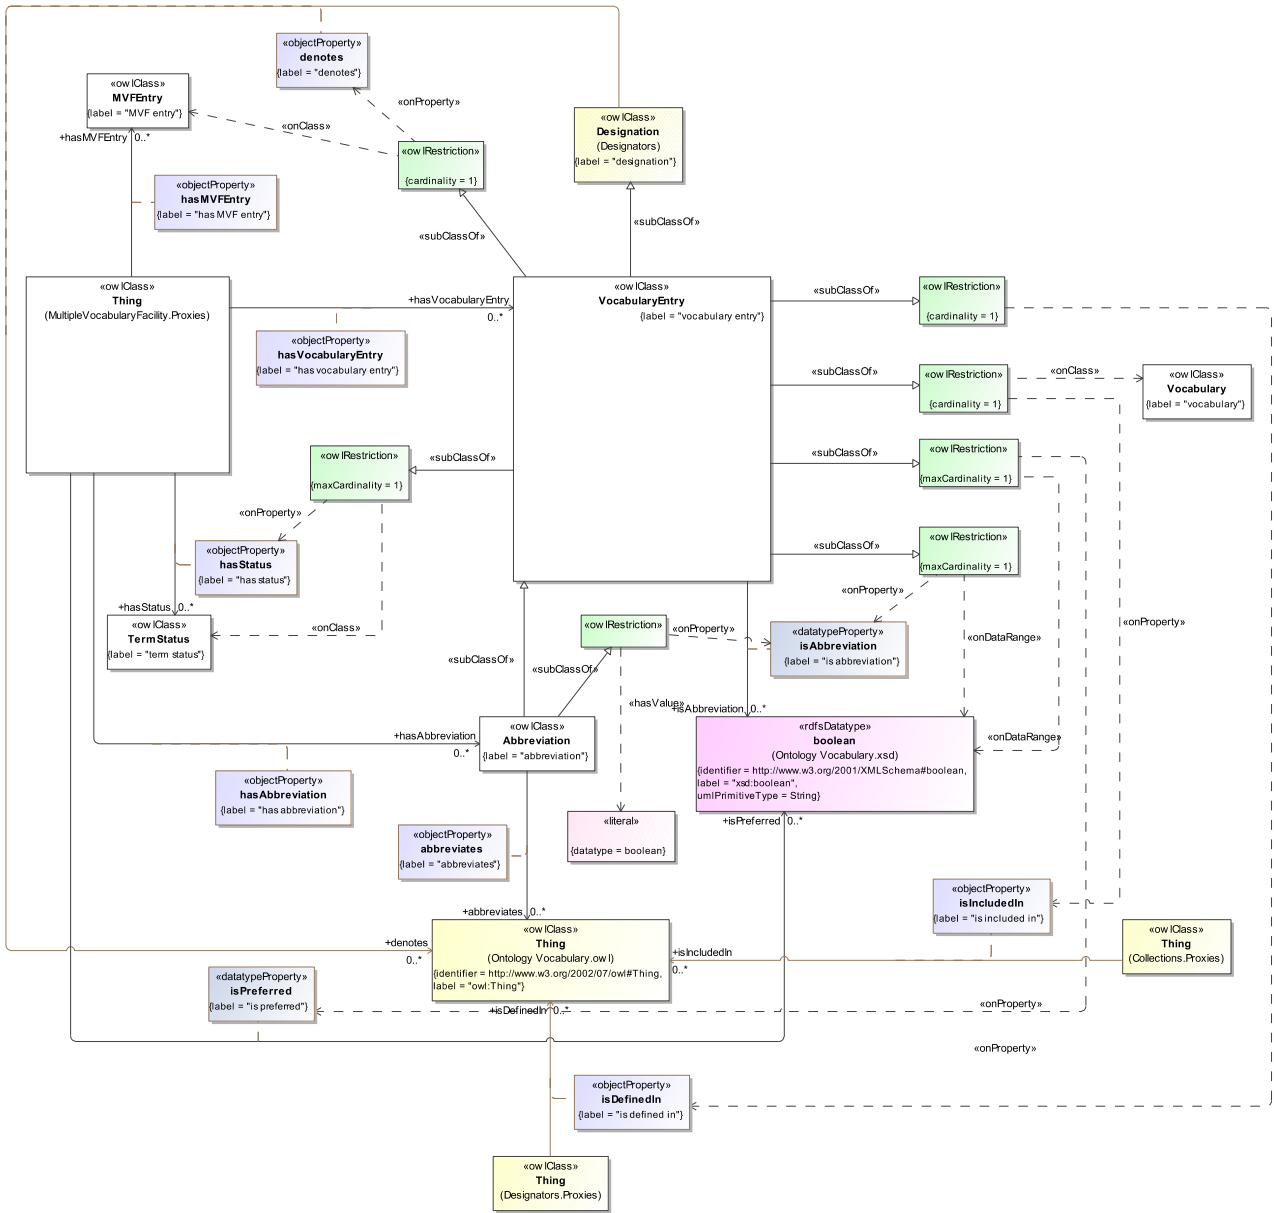 «objectProperty»
denotes
{label = "denotes"}
«owlClass»
MVFEntry
{label = "MVF entry"}
+hasMVFEntry 0..*
«onProperty»
«onClass»
«owlRestriction»
{cardinality = 1}
«owlClass»
Designation
(Designators)
{label = "designation"}
«objectProperty»
hasMVFEntry
{label = "has MVF entry"}
«subClassOf»
«subClassOf»
«owlClass»
Thing
(MultipleVocabularyFacility.Proxies)
+hasVocabularyEntry
0..*
«objectProperty»
hasVocabularyEntry
{label = "has vocabulary entry"}
«owlClass»
VocabularyEntry
{label = "vocabulary entry"}
«subClassOf»
«owlRestriction»
{cardinality = 1}
«subClassOf»
«owlRestriction»
{cardinality = 1}
«onClass»
«owlClass»
Vocabulary
{label = "vocabulary"}
«subClassOf»
«owlRestriction»
{maxCardinality = 1}
«subClassOf»
«owlRestriction»
{maxCardinality = 1}
«owlRestriction»
{maxCardinality = 1}
«subClassOf»
«onProperty»
«objectProperty»
hasStatus
{label = "has status"}
+hasStatus 0..*
«owlClass»
TermStatus
{label = "term status"}
«onClass»
«onProperty»
«owlRestriction»
«onProperty»
«datatypeProperty»
isAbbreviation
{label = "is abbreviation"}
«onDataRange»
«onProperty»
«subClassOf»
«subClassOf»
«hasValue»
+isAbbreviation 0..*
+hasAbbreviation
0..*
«owlClass»
Abbreviation
{label = "abbreviation"}
«rdfsDatatype»
boolean
(Ontology Vocabulary.xsd)
{identifier = http://www.w3.org/2001/XMLSchema#boolean,
label = "xsd:boolean",
umlPrimitiveType = String}
«onDataRange»
«objectProperty»
hasAbbreviation
{label = "has abbreviation"}
+isPreferred 0..*
«literal»
{datatype = boolean}
«objectProperty»
abbreviates
{label = "abbreviates"}
«objectProperty»
isIncludedIn
{label = "is included in"}
+abbreviates 0..*
«owlClass»
Thing
(Ontology Vocabulary.owl)
{identifier = http://www.w3.org/2002/07/owl#Thing,
label = "owl:Thing"}
+denotes
0..*
+isIncludedIn
0..*
«owlClass»
Thing
(Collections.Proxies)
«datatypeProperty»
isPreferred
{label = "is preferred"}
+isDefinedIn 0..*
«onProperty»
«onProperty»
«objectProperty»
isDefinedIn
{label = "is defined in"}
«owlClass»
Thing
(Designators.Proxies)